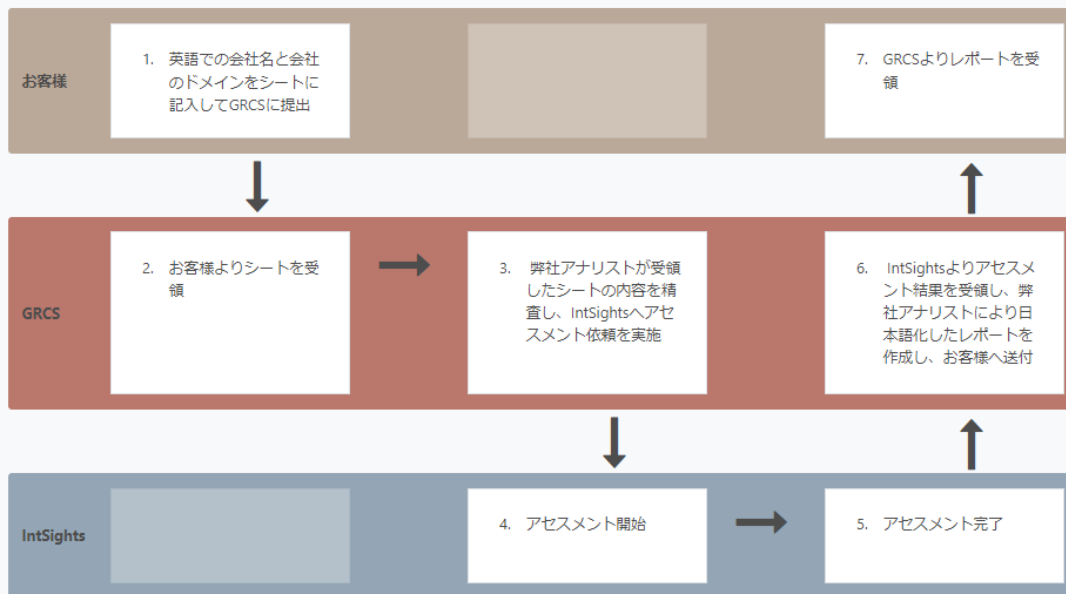 お客様
1. 英語での会社名と会社
のドメインをシートに
記入してGRCSに提出
7. GRCSよりレポートを受
領
GRCS
2. お客様よりシートを受
領
3. 弊社アナリストが受領
したシートの内容を精
査し、IntSightsへアセ
スメント依頼を実施
6. IntSightsよりアセスメ
ント結果を受領し、弊
社アナリストにより日
本語化したレポートを
作成し、お客様へ送付
IntSights
4. アセスメント開始
5. アセスメント完了